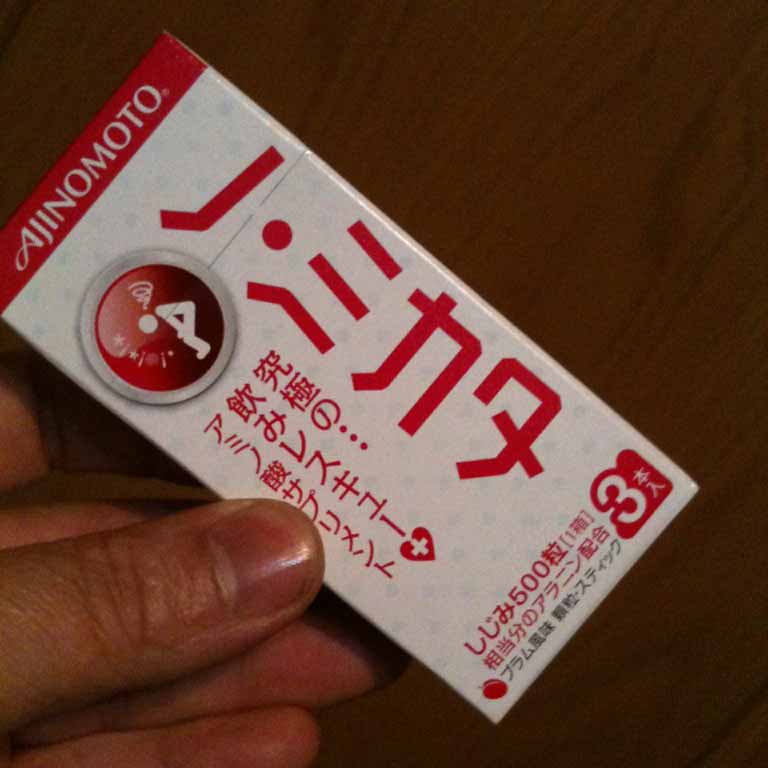 AJINOMOTO®
ノ・ミカタ
究極の…
飲みレスキュー
アミノ酸サプリメント
3本入
しじみ500粒[1箱]
相当分のアラニン配合
プラム風味 顆粒・スティック